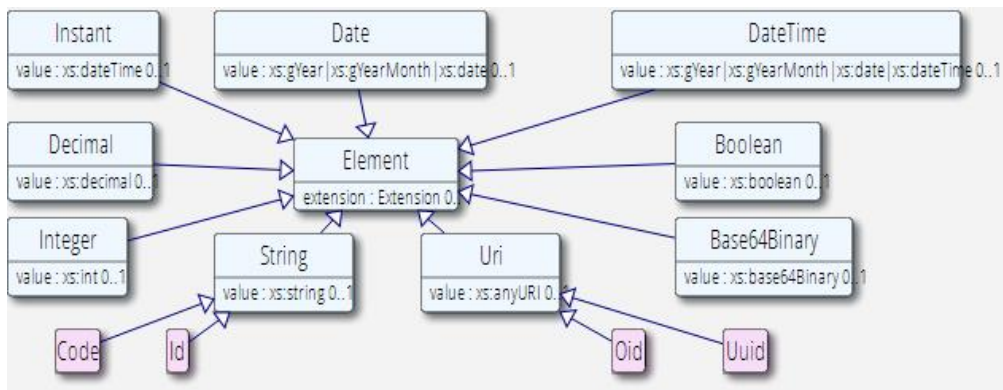 Instant
value : xs:dateTime 0..1
Date
value : xs:gYear|xs:gYearMonth|xs:date 0..1
DateTime
value : xs:gYear|xs:gYearMonth|xs:date|xs:dateTime 0..1
Decimal
value : xs:decimal 0..1
Element
extension : Extension 0..
Boolean
value : xs:boolean 0..1
Integer
value : xs:int 0..1
String
value : xs:string 0..1
Uri
value : xs:anyURI 0..1
Base64Binary
value : xs:base64Binary 0..1
Code
Id
Oid
Uuid